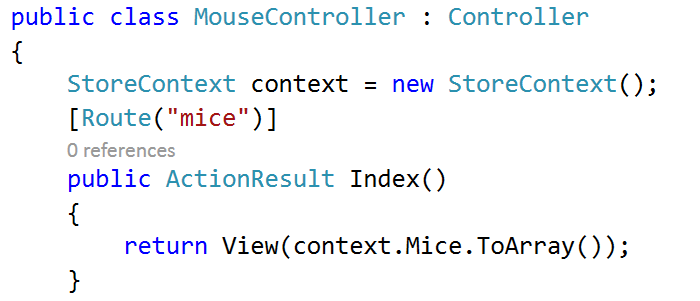 public class MouseController : Controller
{
    StoreContext context = new StoreContext();
    [Route("mice")]
    0 references
    public ActionResult Index()
    {
        return View(context.Mice.ToArray());
    }